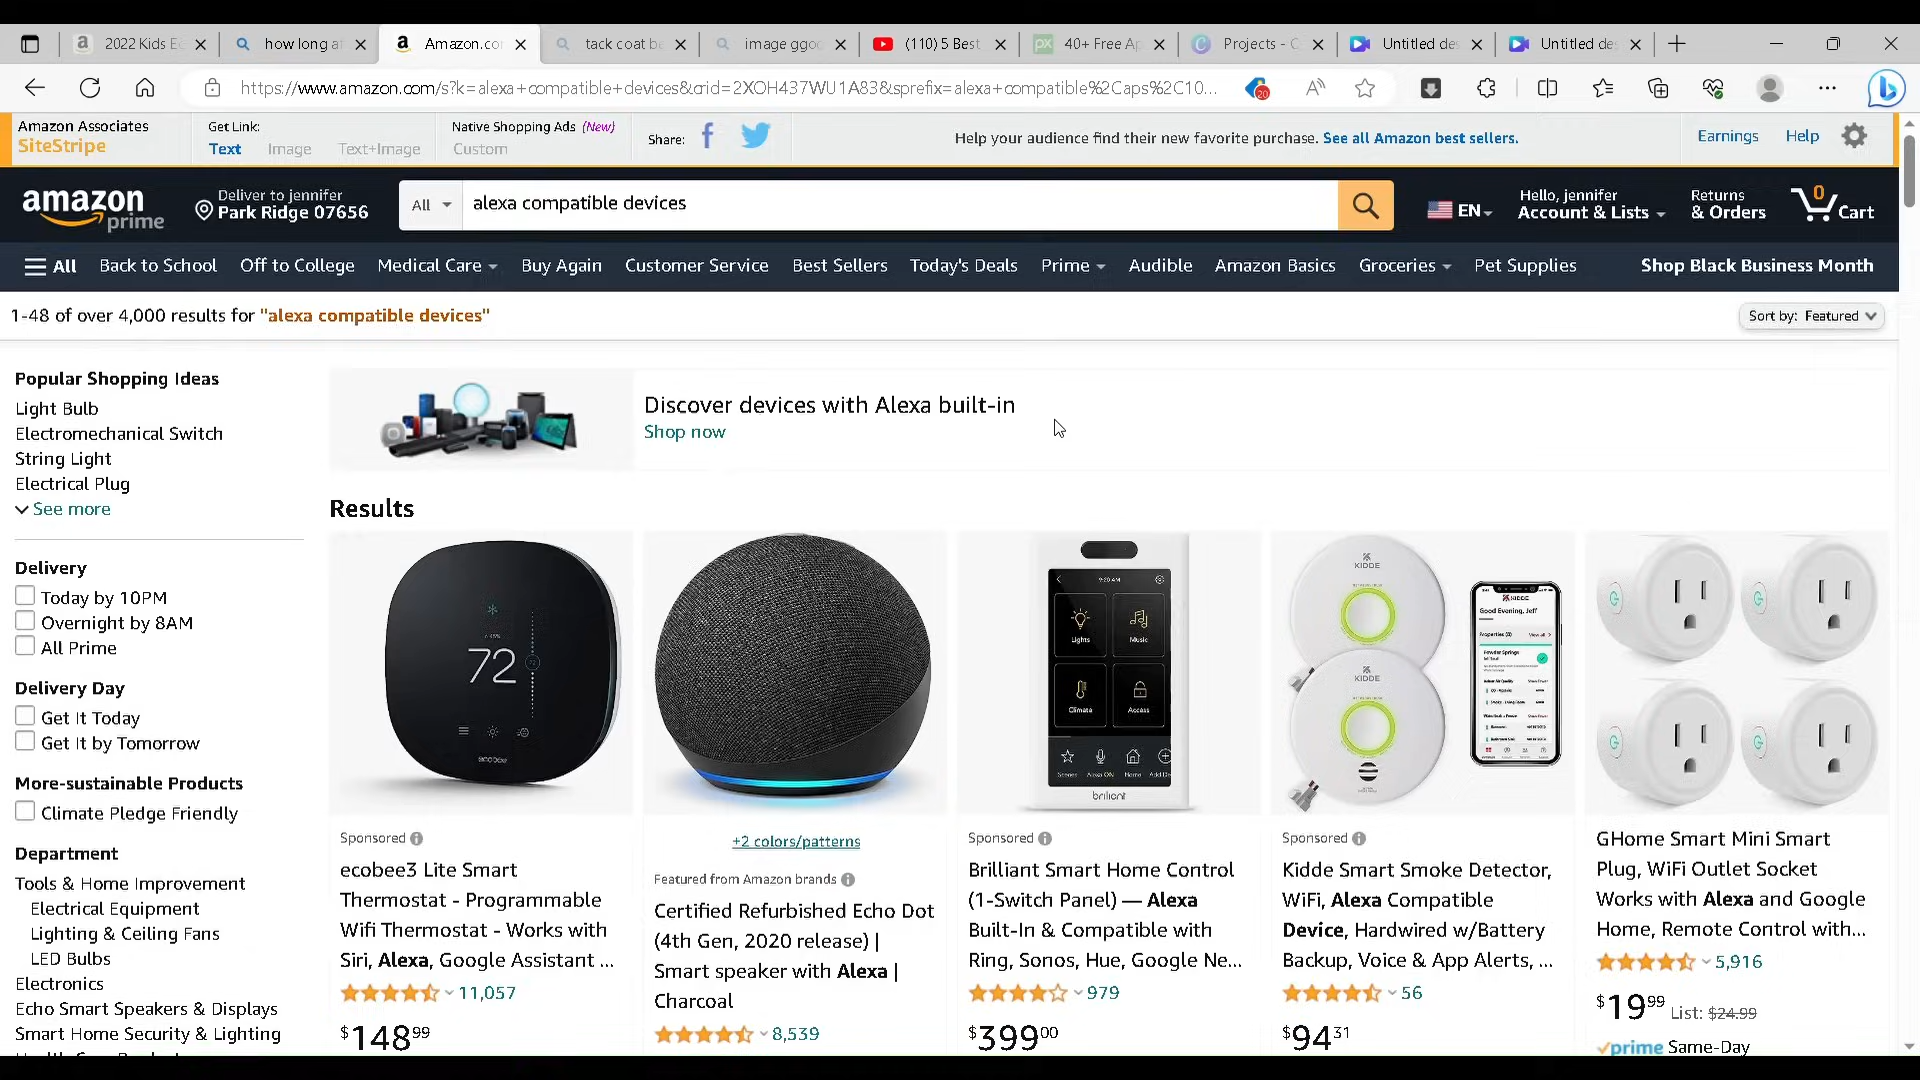 2022 Kids E
how long a
Amazon.co
tack coat b
image ggo
(110) 5 Best
40+ Free A
Projects - C
Untitled de
Untitled de
https://www.amazon.com/s?k=alexa+compatible+devices&crid=2XOH437WU1A83&sprefix=alexa+compatible%2Caps%2C10...
20
Amazon Associates
SiteStripe
Get Link:
Text Image Text+Image
Native Shopping Ads (New)
Custom
Share:
Help your audience find their new favorite purchase. See all Amazon best sellers.
Earnings Help
amazon
prime
Deliver to jennifer
Park Ridge 07656
All
alexa compatible devices
EN
Hello, jennifer
Account & Lists
Returns
& Orders
0
Cart
All Back to School Off to College Medical Care Buy Again Customer Service Best Sellers Today's Deals Prime Audible Amazon Basics Groceries Pet Supplies Shop Black Business Month
1-48 of over 4,000 results for "alexa compatible devices"
Sort by: Featured
Popular Shopping Ideas
Light Bulb
Electromechanical Switch
String Light
Electrical Plug
See more
Delivery
Today by 10PM
Overnight by 8AM
All Prime
Delivery Day
Get It Today
Get It by Tomorrow
More-sustainable Products
Climate Pledge Friendly
Department
Tools & Home Improvement
Electrical Equipment
Lighting & Ceiling Fans
LED Bulbs
Electronics
Echo Smart Speakers & Displays
Smart Home Security & Lighting
Discover devices with Alexa built-in
Shop now
Results
72
ecobee
Sponsored
ecobee3 Lite Smart
Thermostat - Programmable
Wifi Thermostat - Works with
Siri, Alexa, Google Assistant ...
11,057
$148 99
+2 colors/patterns
Featured from Amazon brands
Certified Refurbished Echo Dot
(4th Gen, 2020 release) |
Smart speaker with Alexa |
Charcoal
8,539
9:20 AM
Lights Music
Climate Access
Scenes Alexa ON Home
brilliant
Sponsored
Brilliant Smart Home Control
(1-Switch Panel) — Alexa
Built-In & Compatible with
Ring, Sonos, Hue, Google Ne...
979
$399 00
KIDDE
KIDDE
KIDDE
Good Evening, Jeff
Sponsored
Kidde Smart Smoke Detector,
WiFi, Alexa Compatible
Device, Hardwired w/Battery
Backup, Voice & App Alerts, ...
56
$94 31
GHome Smart Mini Smart
Plug, WiFi Outlet Socket
Works with Alexa and Google
Home, Remote Control with...
5,916
$19 99 List: $24.99
prime Same-Day